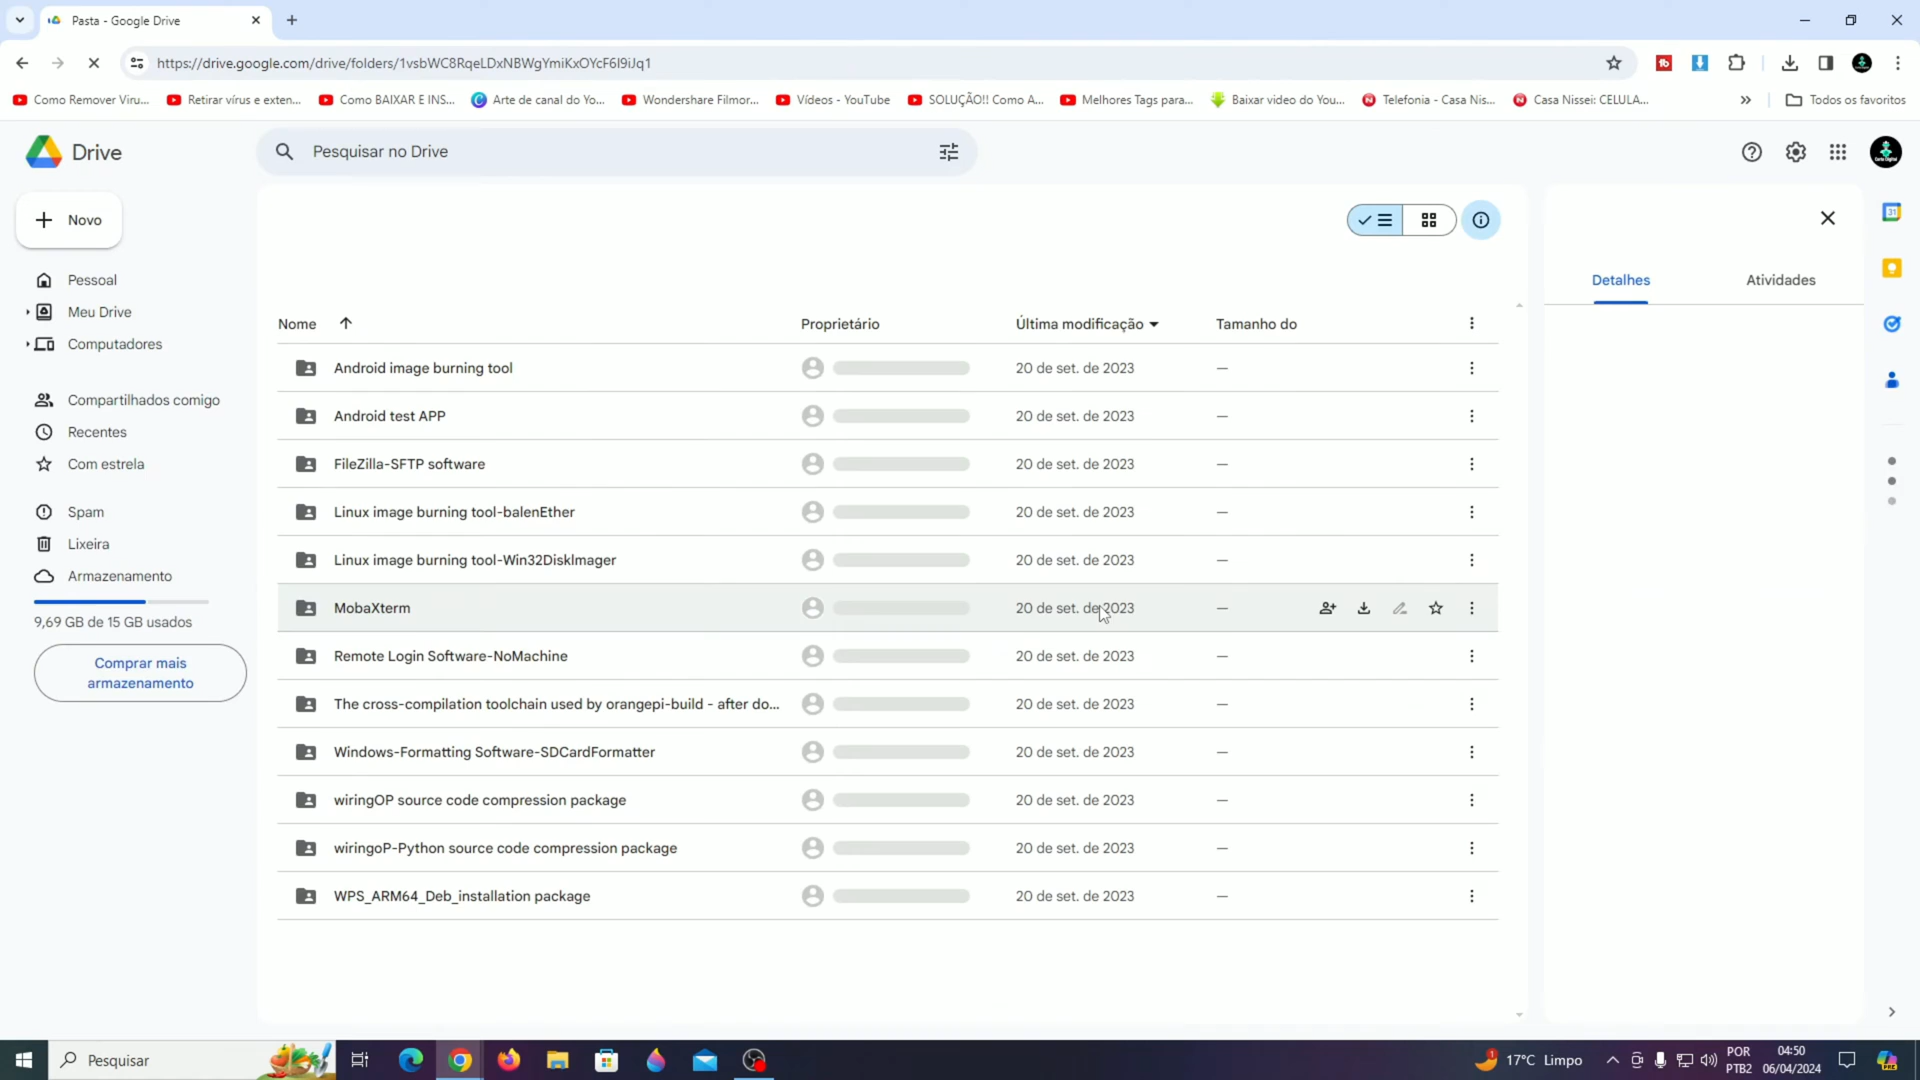 Pasta - Google Drive
https://drive.google.com/drive/folders/1vsbWC8RqeLDxNBWgYmiKxOYcF6I9iJq1
Como Remover Viru...
Retirar vírus e exten...
Como BAIXAR E INS...
Arte de canal do Yo...
Wondershare Filmor...
Vídeos - YouTube
SOLUÇÃO!! Como A...
Melhores Tags para...
Baixar video do You...
Telefonia - Casa Nis...
Casa Nissei: CELULA...
Todos os favoritos
Drive
Pesquisar no Drive
Novo
Pessoal
Meu Drive
Computadores
Compartilhados comigo
Recentes
Com estrela
Spam
Lixeira
Armazenamento
9,69 GB de 15 GB usados
Comprar mais
armazenamento
Nome Proprietário Última modificação Tamanho do
Android image burning tool 20 de set. de 2023 —
Android test APP 20 de set. de 2023 —
FileZilla-SFTP software 20 de set. de 2023 —
Linux image burning tool-balenEther 20 de set. de 2023 —
Linux image burning tool-Win32DiskImager 20 de set. de 2023 —
MobaXterm 20 de set. de 2023 —
Remote Login Software-NoMachine 20 de set. de 2023 —
The cross-compilation toolchain used by orangepi-build - after do... 20 de set. de 2023 —
Windows-Formatting Software-SDCardFormatter 20 de set. de 2023 —
wiringOP source code compression package 20 de set. de 2023 —
wiringoP-Python source code compression package 20 de set. de 2023 —
WPS_ARM64_Deb_installation package 20 de set. de 2023 —
Detalhes
Atividades
31
Pesquisar
1
17°C Limpo
POR
PTB2
04:50
06/04/2024